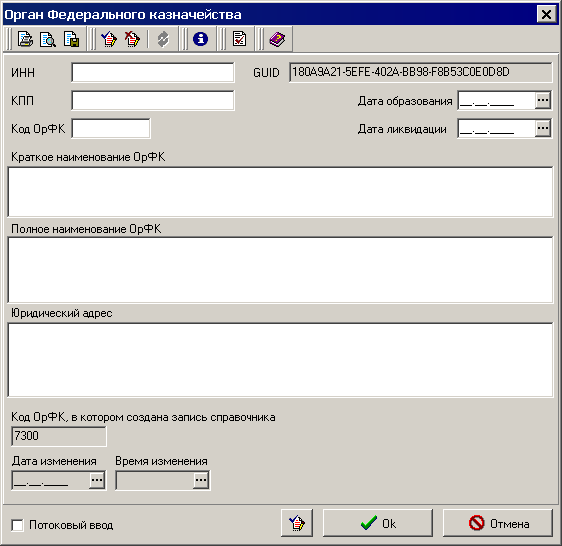 Орган Федерального казначейства
ИНН
GUID 180A9A21-5EFE-402A-BB98-F8B53C0E0D8D
КПП
Дата образования __.__.____
Код ОрФК
Дата ликвидации __.__.____
Краткое наименование ОрФК
Полное наименование ОрФК
Юридический адрес
Код ОрФК, в котором создана запись справочника
7300
Дата изменения Время изменения
__.__.____
Потоковый ввод
Ok
Отмена